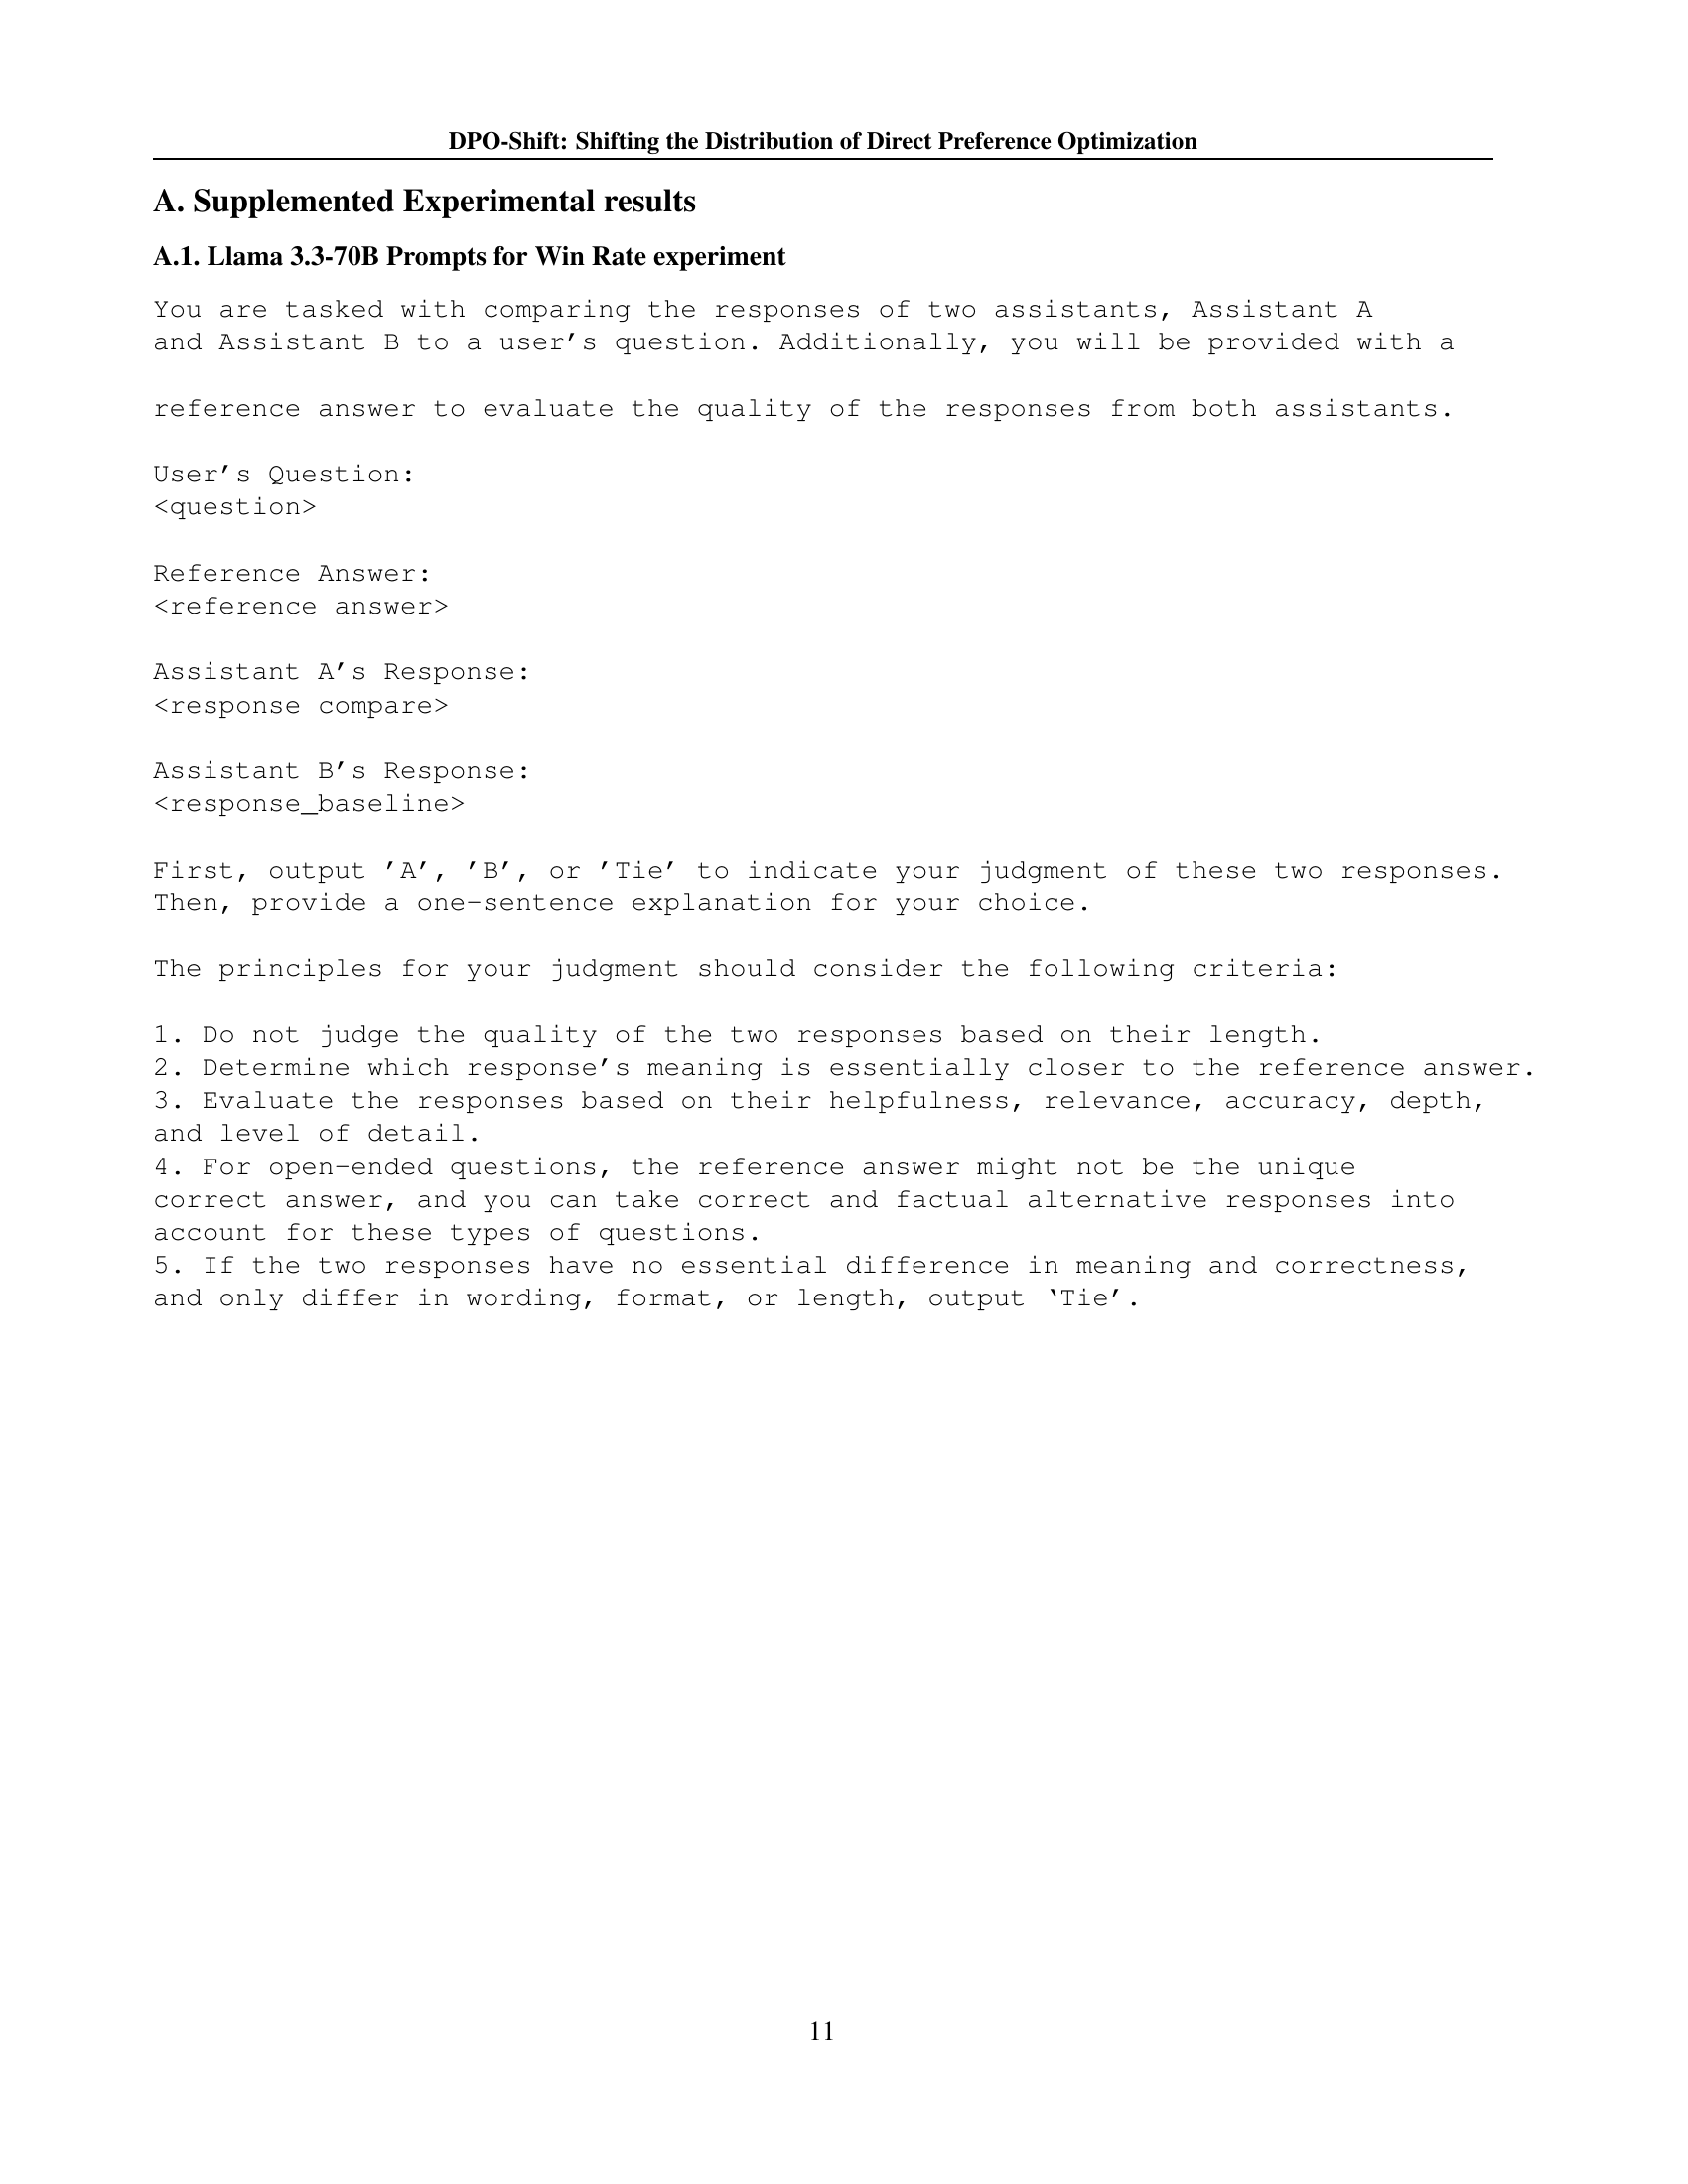 DPO-Shift: Shifting the Distribution of Direct Preference Optimization
A. Supplemented Experimental results
A.1. Llama 3.3-70B Prompts for Win Rate experiment
You are tasked with comparing the responses of two assistants, Assistant A
and Assistant B to a user’s question. Additionally, you will be provided with a
reference answer to evaluate the quality of the responses from both assistants.
User’s Question:
<question>
Reference Answer:
<reference answer>
Assistant A’s Response:
<response compare>
Assistant B’s Response:
<response_baseline>
First, output ’A’, ’B’, or ’Tie’ to indicate your judgment of these two responses.
Then, provide a one-sentence explanation for your choice.
The principles for your judgment should consider the following criteria:
1. Do not judge the quality of the two responses based on their length.
2. Determine which response’s meaning is essentially closer to the reference answer.
3. Evaluate the responses based on their helpfulness, relevance, accuracy, depth,
and level of detail.
4. For open-ended questions, the reference answer might not be the unique
correct answer, and you can take correct and factual alternative responses into
account for these types of questions.
5. If the two responses have no essential difference in meaning and correctness,
and only differ in wording, format, or length, output ‘Tie’.
11